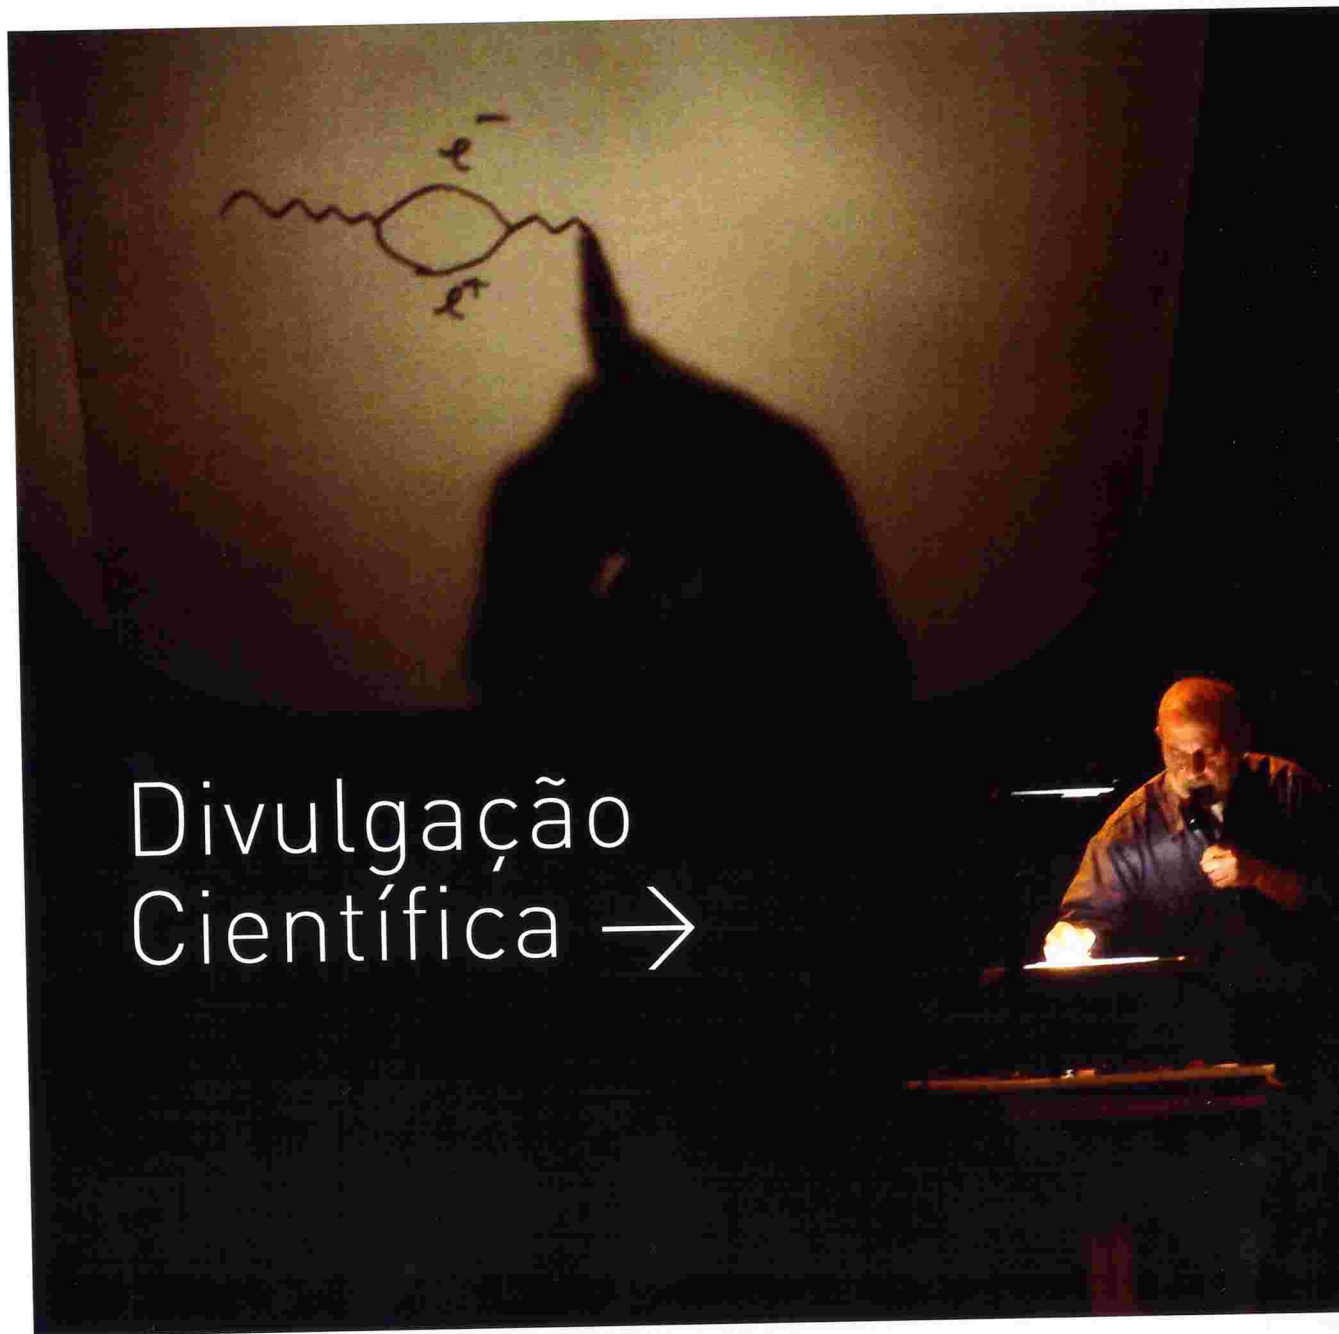 e⁻
e⁺
Divulgação
Científica →